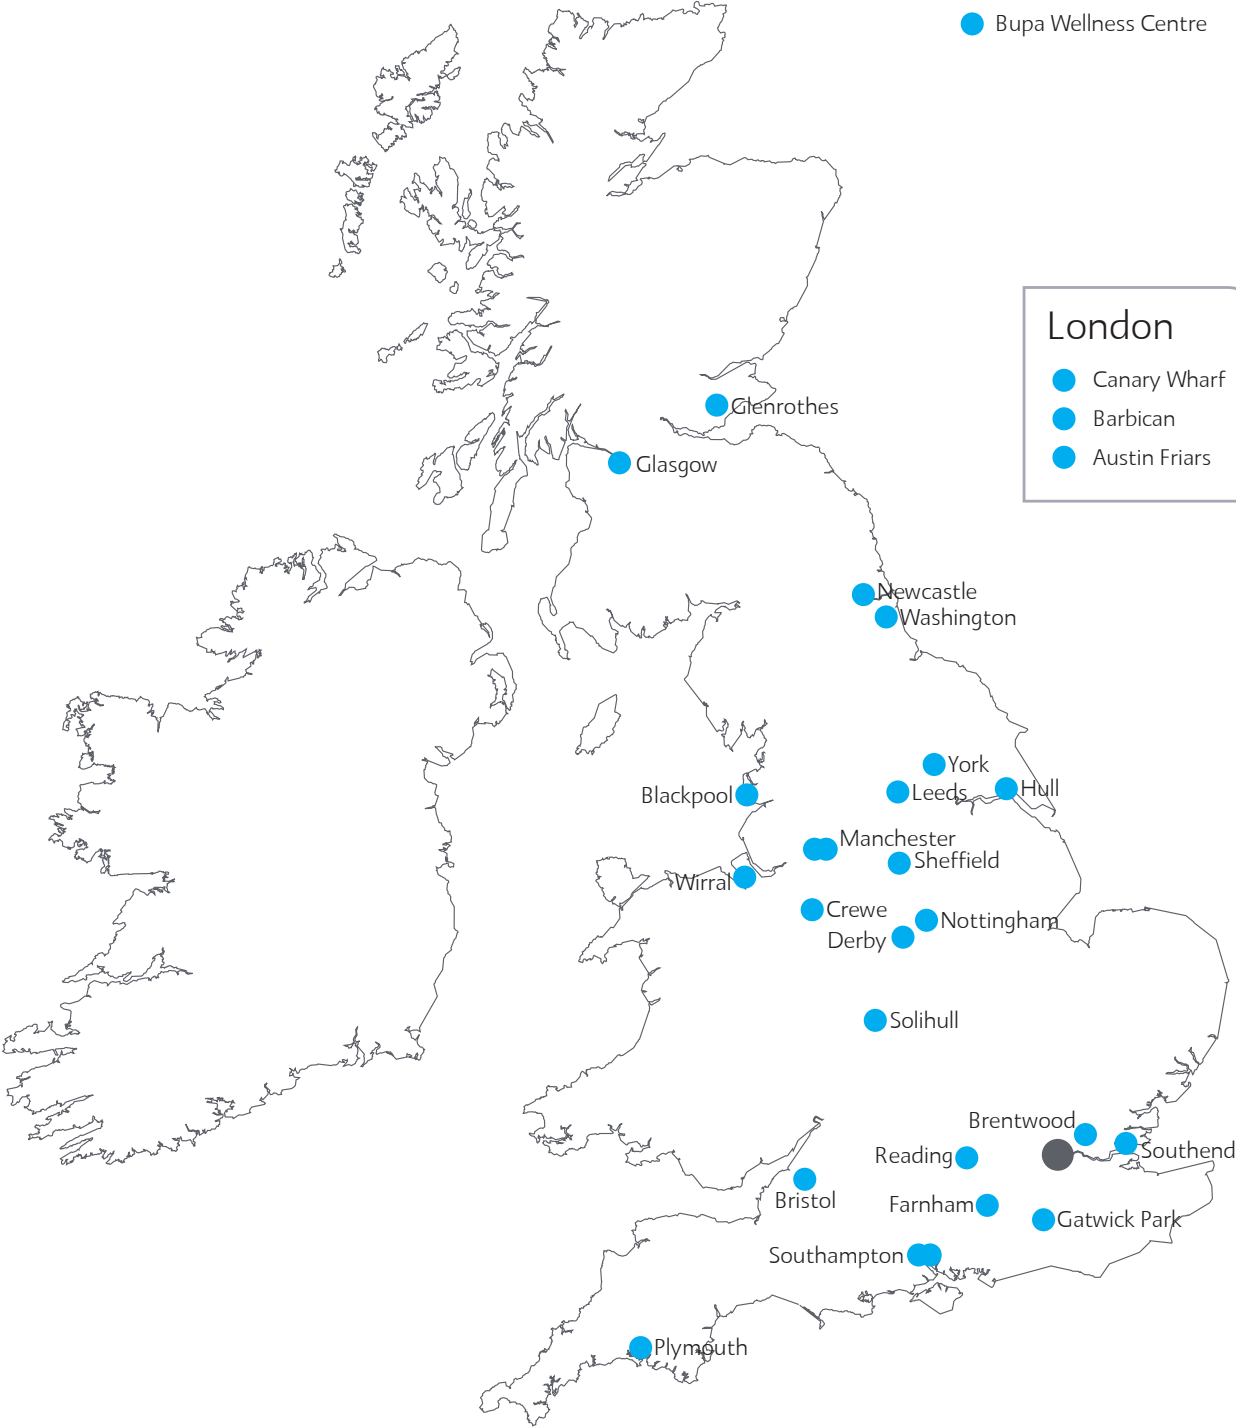 Bupa Wellness Centre
London
Canary Wharf
Barbican
Austin Friars
Glenrothes
Glasgow
Newcastle
Washington
York
Hull
Leeds
Blackpool
Manchester
Sheffield
Wirral
Crewe
Nottingham
Derby
Solihull
Brentwood
Southend
Reading
Bristol
Farnham
Gatwick Park
Southampton
Plymouth